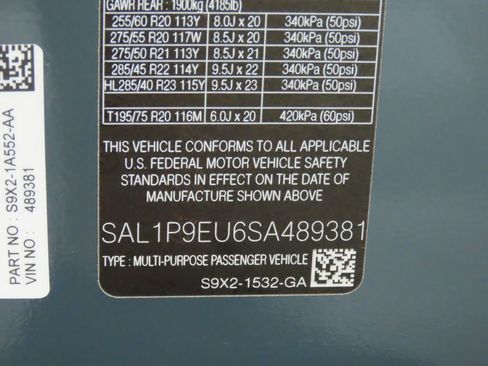 GAWR REAR : 1900kg (4185lb)
255/60 R20 113Y 8.0J x 20 340kPa (50psi)
275/55 R20 117W 8.5J x 20 340kPa (50psi)
275/50 R21 113Y 8.5J x 21 340kPa (50psi)
285/45 R22 114Y 9.5J x 22 340kPa (50psi)
HL285/40 R23 115Y 9.5J x 23 340kPa (50psi)
T195/75 R20 116M 6.0J x 20 420kPa (60psi)
THIS VEHICLE CONFORMS TO ALL APPLICABLE
U.S. FEDERAL MOTOR VEHICLE SAFETY
STANDARDS IN EFFECT ON THE DATE OF
MANUFACTURE SHOWN ABOVE
SAL1P9EU6SA489381
TYPE : MULTI-PURPOSE PASSENGER VEHICLE
S9X2-1532-GA
PART NO : S9X2-1A552-AA
VIN NO : 489381